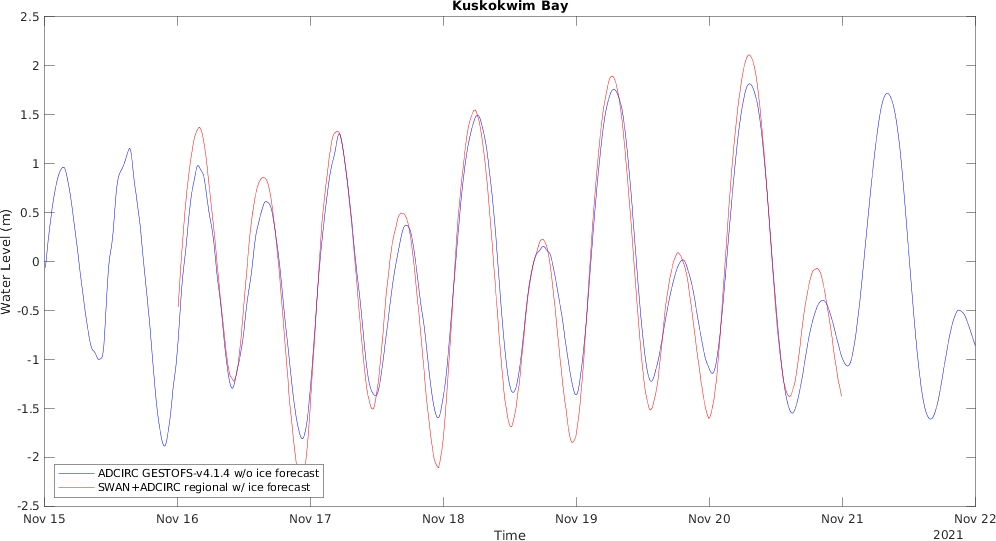 Kuskokwim Bay
2.5
2
1.5
1
0.5
0
-0.5
-1
-1.5
-2
-2.5
Water Level (m)
ADCIRC GESTOFS-v4.1.4 w/o ice forecast
SWAN+ADCIRC regional w/ ice forecast
Nov 15 Nov 16 Nov 17 Nov 18 Nov 19 Nov 20 Nov 21 Nov 22
Time
2021